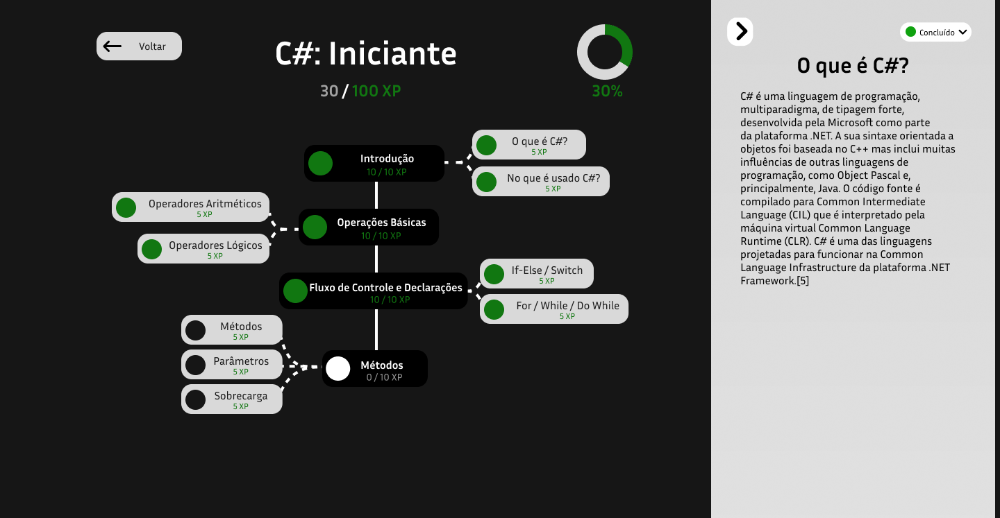 Voltar
C#: Iniciante
30 / 100 XP
30%
Introdução
10 / 10 XP
O que é C#?
5 XP
No que é usado C#?
5 XP
Operadores Aritméticos
5 XP
Operadores Lógicos
5 XP
Operações Básicas
10 / 10 XP
Fluxo de Controle e Declarações
10 / 10 XP
If-Else / Switch
5 XP
For / While / Do While
5 XP
Métodos
5 XP
Parâmetros
5 XP
Sobrecarga
5 XP
Métodos
0 / 10 XP
Concluído
O que é C#?
C# é uma linguagem de programação,
multiparadigma, de tipagem forte,
desenvolvida pela Microsoft como parte
da plataforma .NET. A sua sintaxe orientada a
objetos foi baseada no C++ mas inclui muitas
influências de outras linguagens de
programação, como Object Pascal e,
principalmente, Java. O código fonte é
compilado para Common Intermediate
Language (CIL) que é interpretado pela
máquina virtual Common Language
Runtime (CLR). C# é uma das linguagens
projetadas para funcionar na Common
Language Infrastructure da plataforma .NET
Framework.[5]